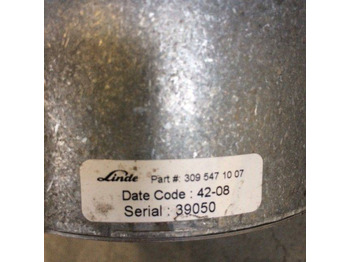 Linde Part #: 309 547 10 07
Date Code : 42-08
Serial : 39050